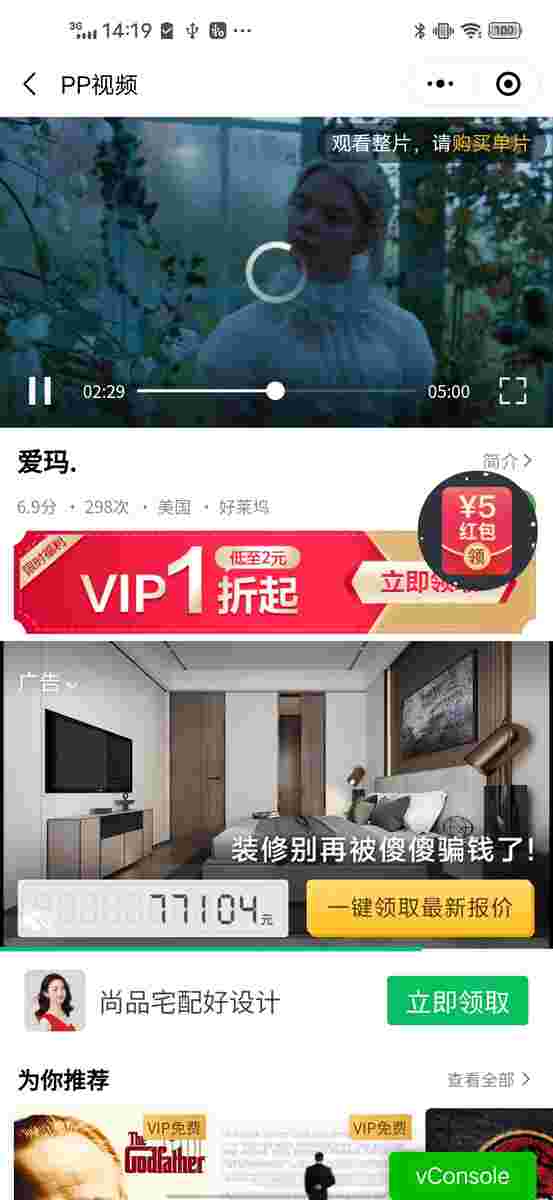 3G 14:19 100
PP视频
观看整片，请购买单片
02:29 05:00
爱玛.
简介
6.9分 · 298次 · 美国 · 好莱坞
¥5
红包
领
限时福利
VIP1折起
低至2元
立即领取
广告
装修别再被傻傻骗钱了!
77104元
一键领取最新报价
尚品宅配好设计
立即领取
为你推荐
查看全部
VIP免费
The
Godfather
VIP免费
vConsole